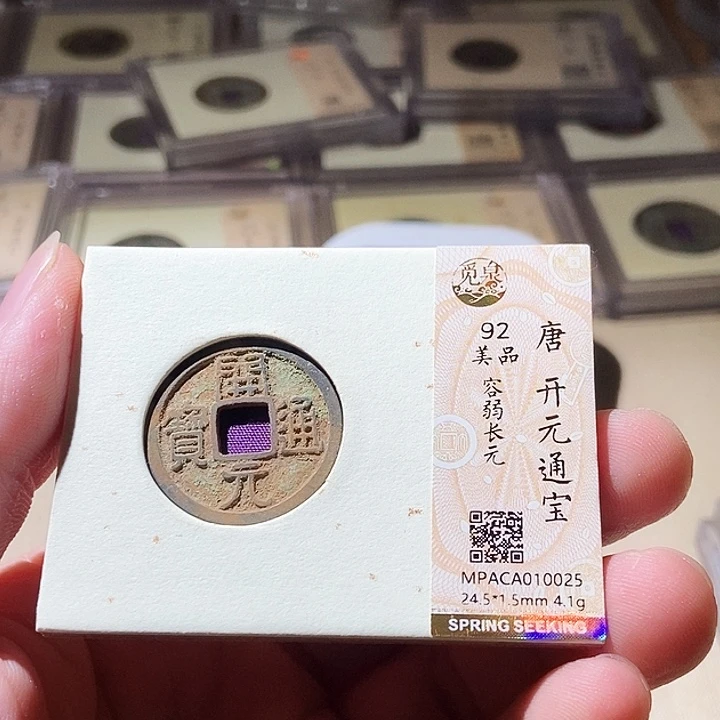 開
元
通
寶
觅泉
92
美品
容弱长元
唐 开元通宝
MPACA010025
24.5*1.5mm 4.1g
SPRING SEEKING